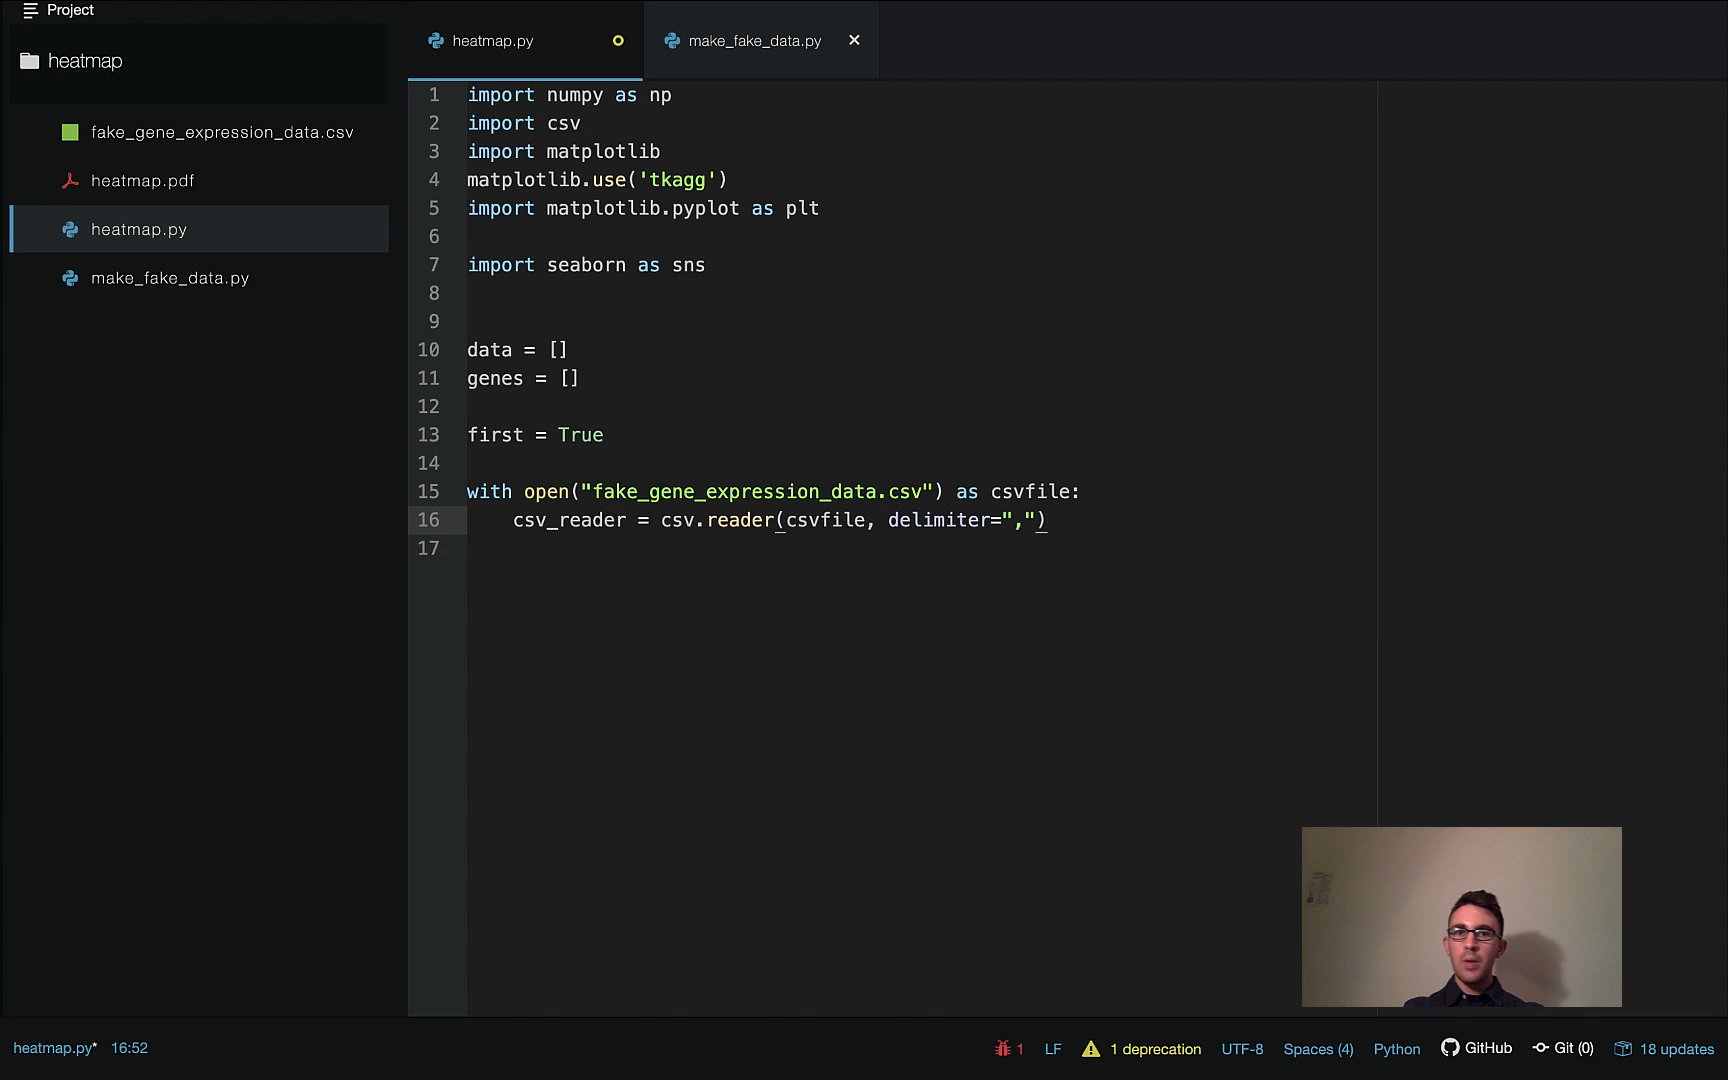 Project
heatmap
fake_gene_expression_data.csv
heatmap.pdf
heatmap.py
make_fake_data.py
heatmap.py
make_fake_data.py
1 import numpy as np
2 import csv
3 import matplotlib
4 matplotlib.use('tkagg')
5 import matplotlib.pyplot as plt
6
7 import seaborn as sns
8
9
10 data = []
11 genes = []
12
13 first = True
14
15 with open("fake_gene_expression_data.csv") as csvfile:
16     csv_reader = csv.reader(csvfile, delimiter=",")
17
heatmap.py* 16:52 1 LF 1 deprecation UTF-8 Spaces (4) Python GitHub Git (0) 18 updates